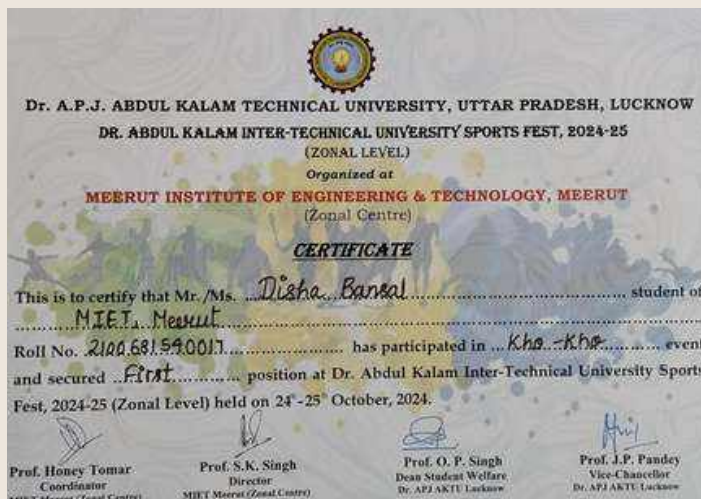 Dr. A.P.J. ABDUL KALAM TECHNICAL UNIVERSITY, UTTAR PRADESH, LUCKNOW
DR. ABDUL KALAM INTER-TECHNICAL UNIVERSITY SPORTS FEST, 2024-25
(ZONAL LEVEL)
Organized at
MEERUT INSTITUTE OF ENGINEERING & TECHNOLOGY, MEERUT
(Zonal Centre)
CERTIFICATE
This is to certify that Mr./Ms. Disha Bansal student of
MIET, Meerut
Roll No. 2100681590017 has participated in Kho-Kho event
and secured First position at Dr. Abdul Kalam Inter-Technical University Sports
Fest, 2024-25 (Zonal Level) held on 24-25 October, 2024.
Prof. Honey Tomar Prof. S.K. Singh Prof. O. P. Singh Prof. J.P. Pandey
Coordinator Director Dean Student Welfare Vice-Chancellor
MIET Meerut (Zonal Centre) MIET Meerut (Zonal Centre) Dr. APJ AKTU Lucknow Dr. APJ AKTU Lucknow